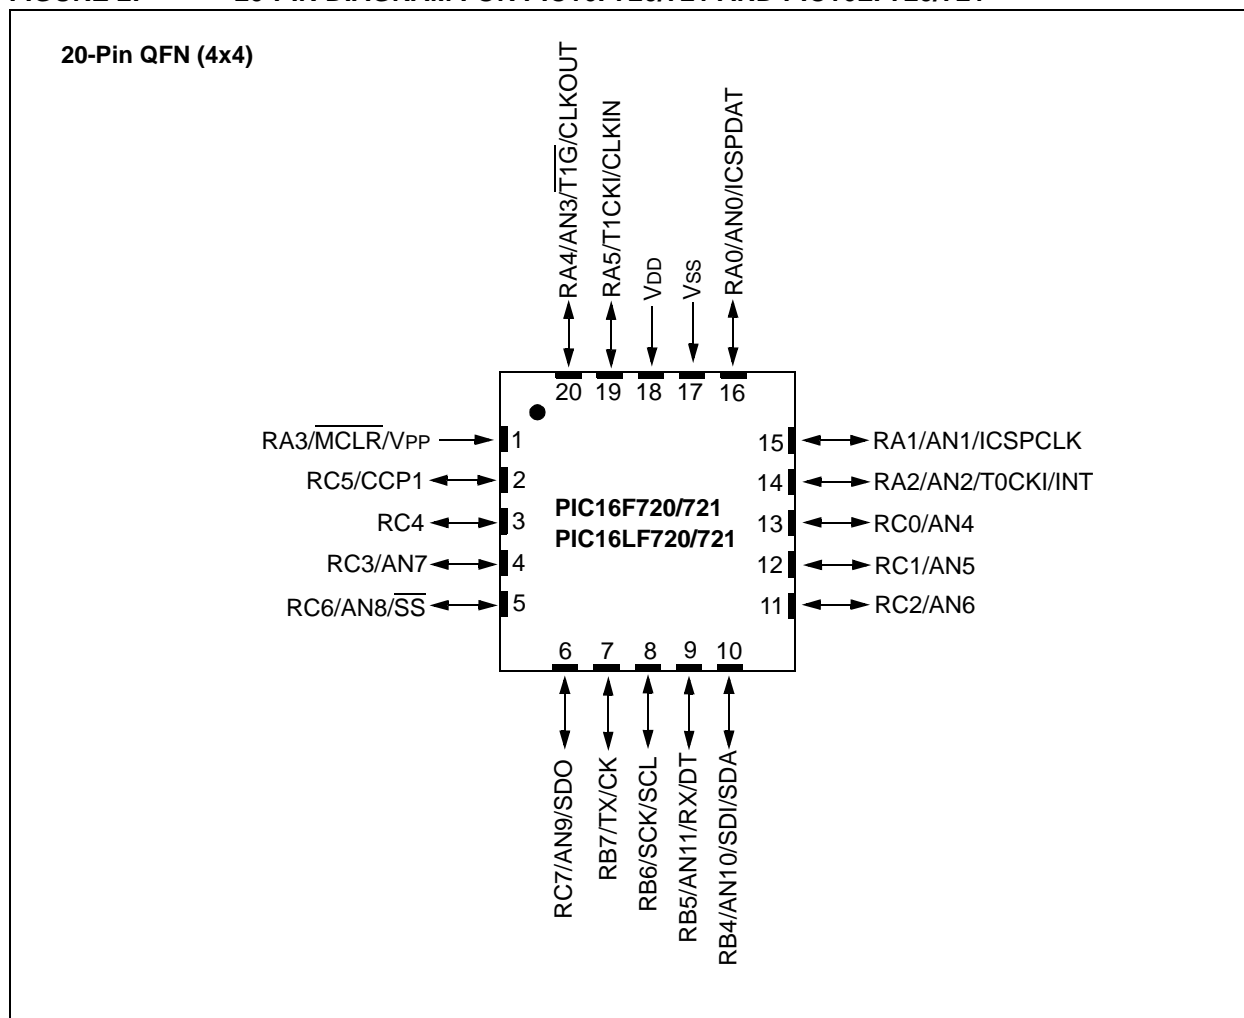 20-Pin QFN (4x4)
RA4/AN3/T1G/CLKOUT
RA5/T1CKI/CLKIN
VDD
VSS
RA0/AN0/ICSPDAT
20 19 18 17 16
RA3/MCLR/VPP 1
RC5/CCP1 2
RC4 3
RC3/AN7 4
RC6/AN8/SS 5
PIC16F720/721
PIC16LF720/721
15 RA1/AN1/ICSPCLK
14 RA2/AN2/T0CKI/INT
13 RC0/AN4
12 RC1/AN5
11 RC2/AN6
6 7 8 9 10
RC7/AN9/SDO
RB7/TX/CK
RB6/SCK/SCL
RB5/AN11/RX/DT
RB4/AN10/SDI/SDA